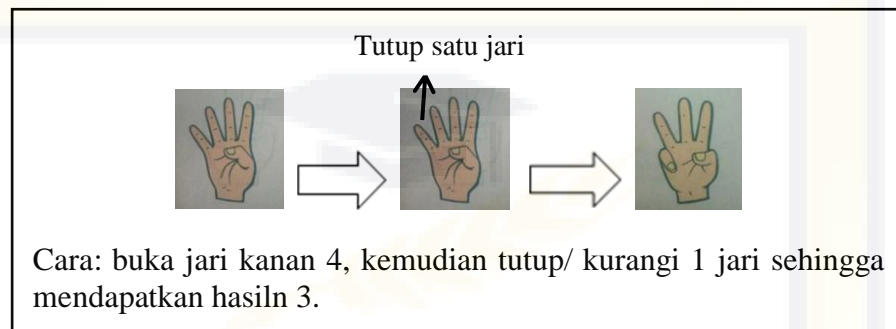 Tutup satu jari
Cara: buka jari kanan 4, kemudian tutup/ kurangi 1 jari sehingga
mendapatkan hasiln 3.